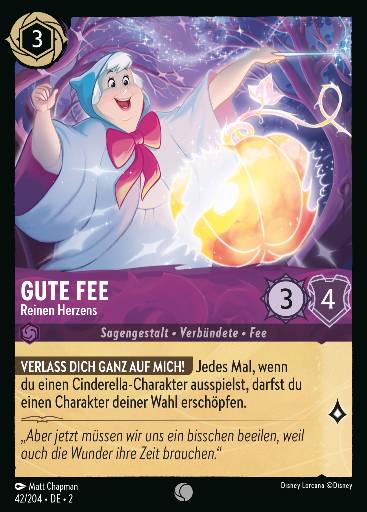 3
GUTE FEE
Reinen Herzens
3
4
Sagengestalt • Verbündete • Fee
VERLASS DICH GANZ AUF MICH! Jedes Mal, wenn
du einen Cinderella-Charakter ausspielst, darfst du
einen Charakter deiner Wahl erschöpfen.
„Aber jetzt müssen wir uns ein bisschen beeilen, weil
auch die Wunder ihre Zeit brauchen.“
Matt Chapman
42/204 • DE • 2
Disney Lorcana ©Disney